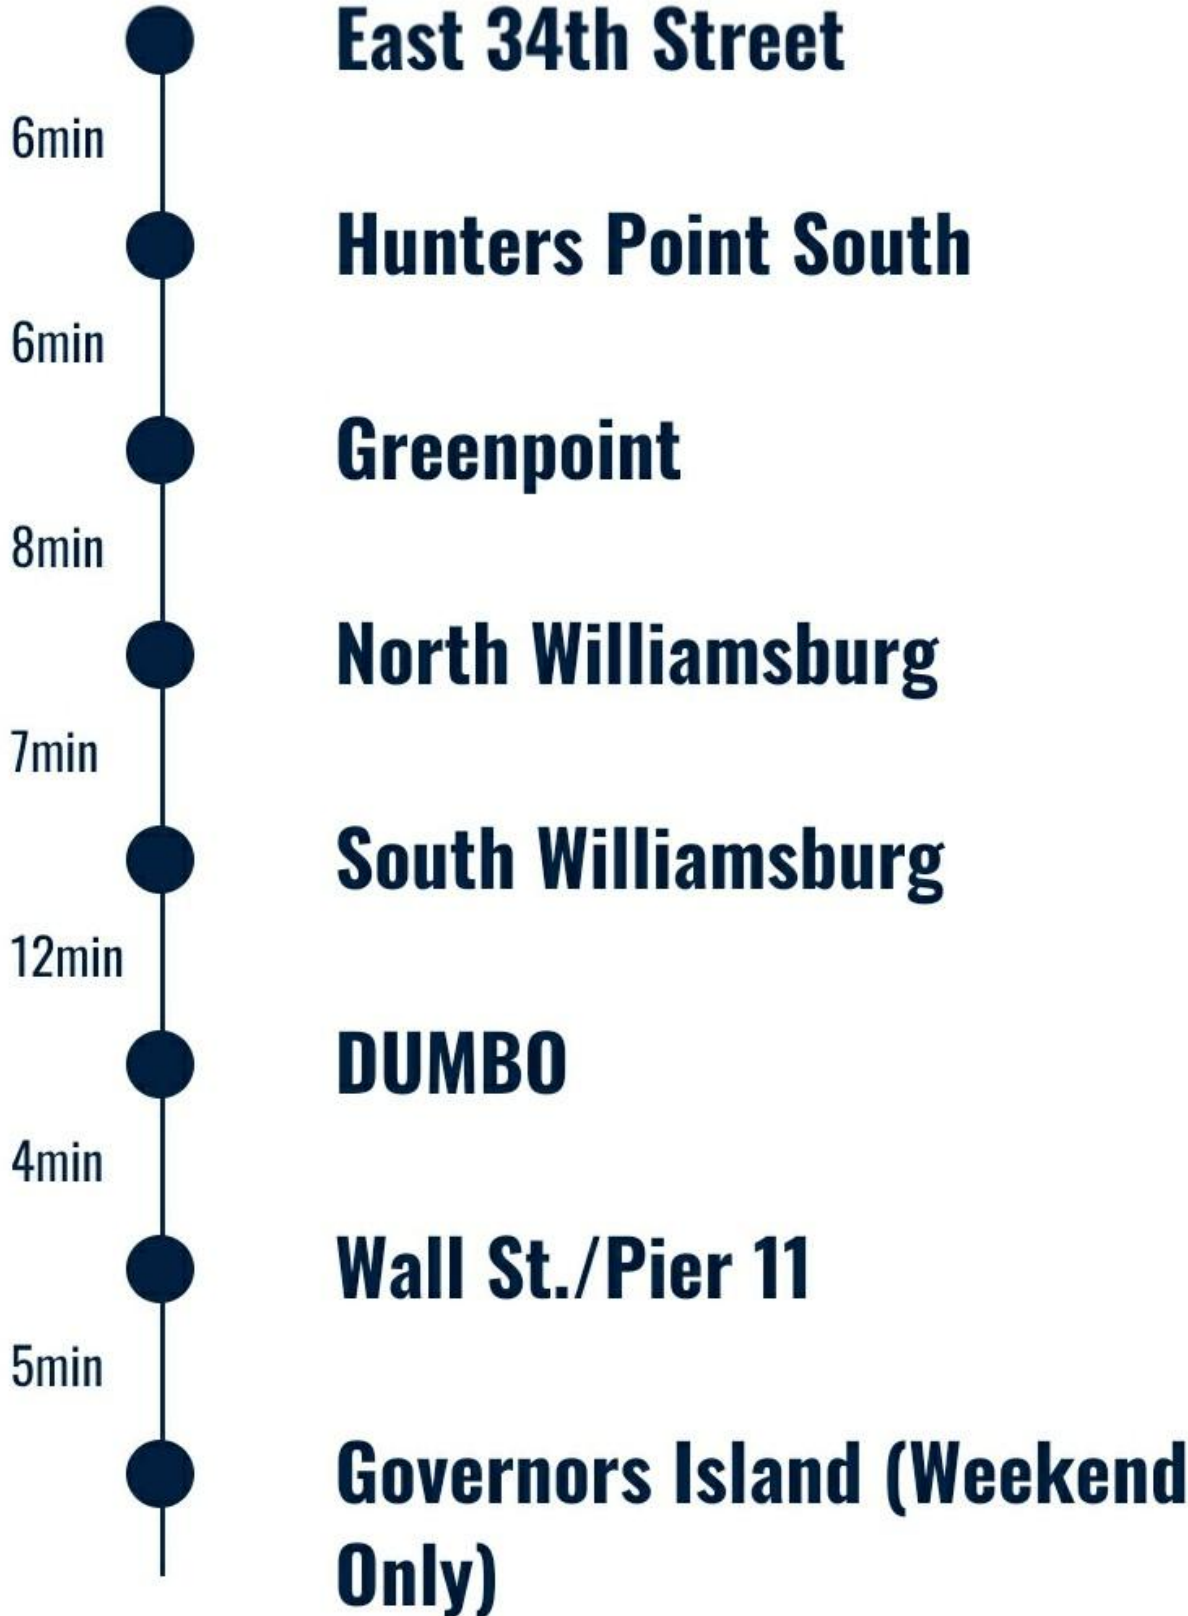 East 34th Street
6min
Hunters Point South
6min
Greenpoint
8min
North Williamsburg
7min
South Williamsburg
12min
DUMBO
4min
Wall St./Pier 11
5min
Governors Island (Weekend
Only)